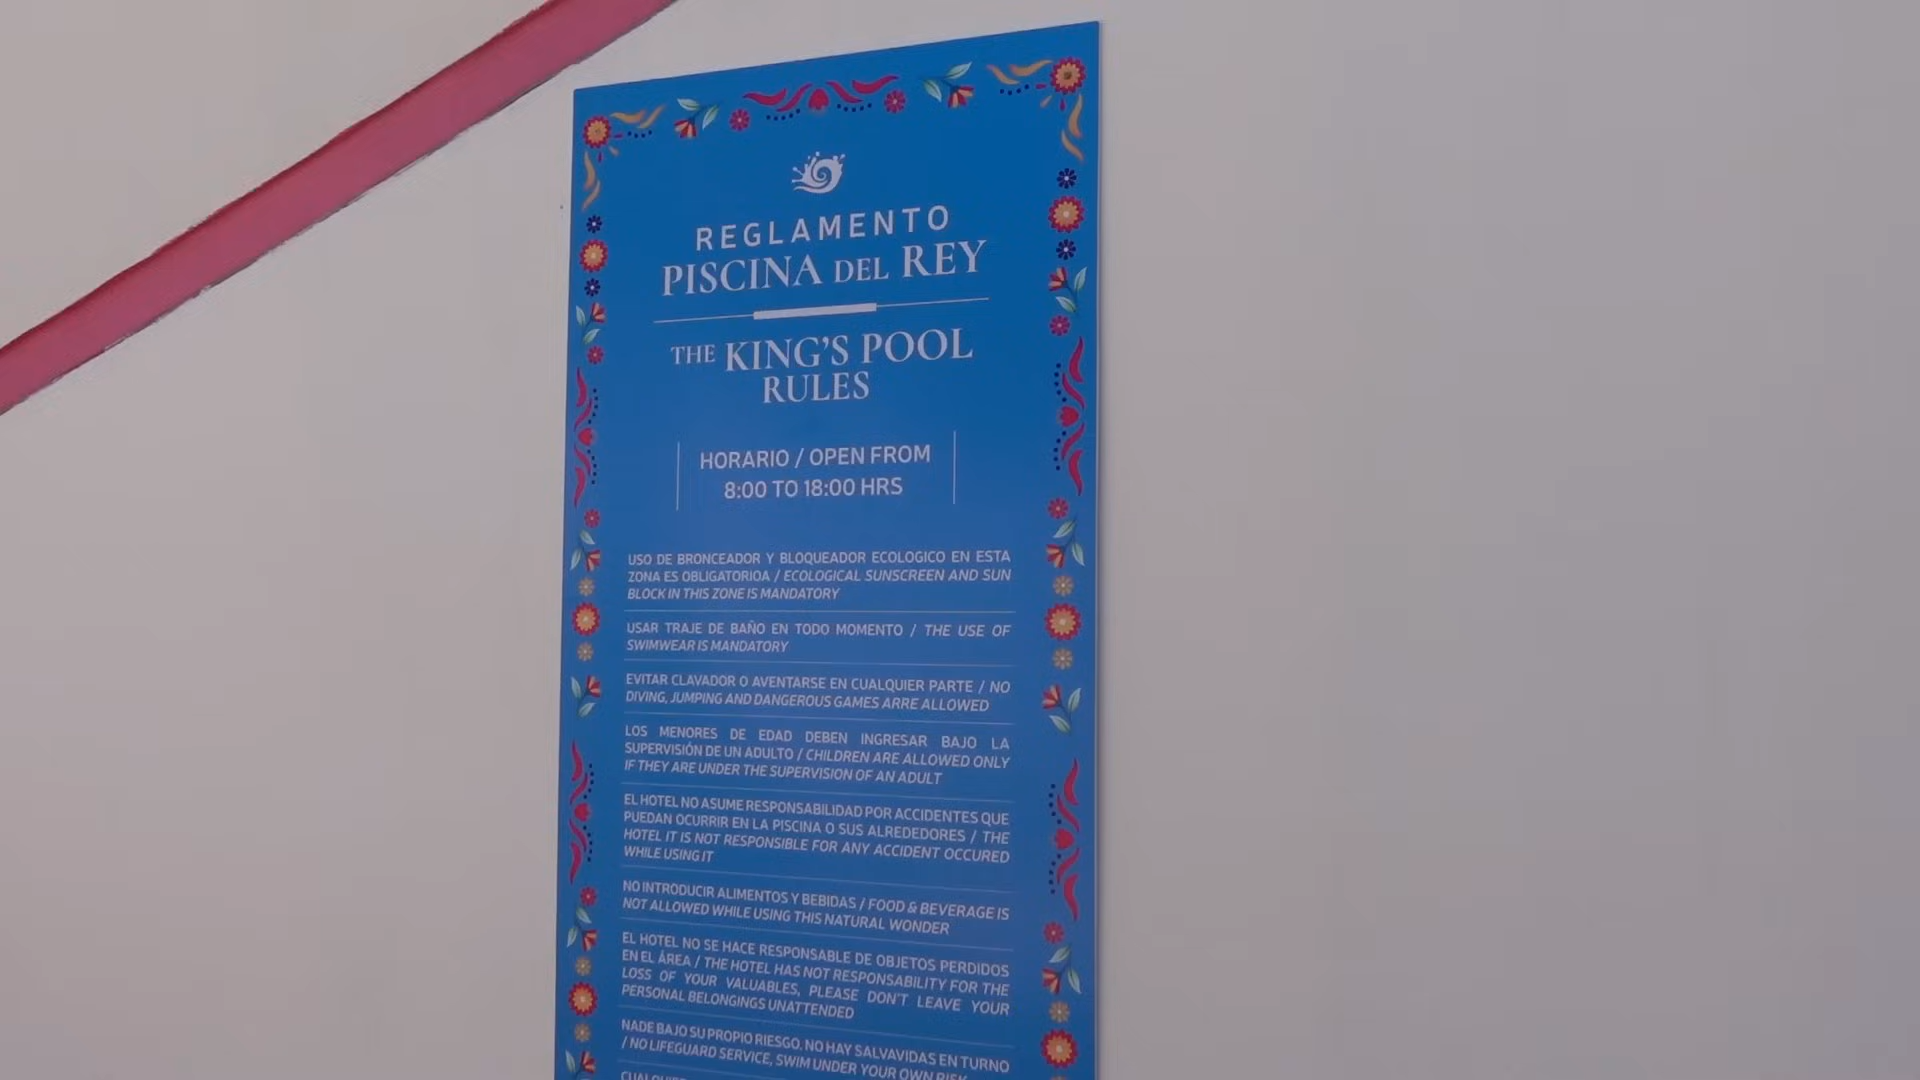 REGLAMENTO
PISCINA DEL REY
THE KING'S POOL
RULES
HORARIO / OPEN FROM
8:00 TO 18:00 HRS
USO DE BRONCEADOR Y BLOQUEADOR ECOLOGICO EN ESTA
ZONA ES OBLIGATORIOA / ECOLOGICAL SUNSCREEN AND SUN
BLOCK IN THIS ZONE IS MANDATORY
USAR TRAJE DE BAÑO EN TODO MOMENTO / THE USE OF
SWIMWEAR IS MANDATORY
EVITAR CLAVADOR O AVENTARSE EN CUALQUIER PARTE / NO
DIVING, JUMPING AND DANGEROUS GAMES ARRE ALLOWED
LOS MENORES DE EDAD DEBEN INGRESAR BAJO LA
SUPERVISIÓN DE UN ADULTO / CHILDREN ARE ALLOWED ONLY
IF THEY ARE UNDER THE SUPERVISION OF AN ADULT
EL HOTEL NO ASUME RESPONSABILIDAD POR ACCIDENTES QUE
PUEDAN OCURRIR EN LA PISCINA O SUS ALREDEDORES / THE
HOTEL IT IS NOT RESPONSIBLE FOR ANY ACCIDENT OCCURED
WHILE USING IT
NO INTRODUCIR ALIMENTOS Y BEBIDAS / FOOD & BEVERAGE IS
NOT ALLOWED WHILE USING THIS NATURAL WONDER
EL HOTEL NO SE HACE RESPONSABLE DE OBJETOS PERDIDOS
EN EL ÁREA / THE HOTEL HAS NOT RESPONSABILITY FOR THE
LOSS OF YOUR VALUABLES, PLEASE DON'T LEAVE YOUR
PERSONAL BELONGINGS UNATTENDED
NADE BAJO SU PROPIO RIESGO. NO HAY SALVAVIDAS EN TURNO
/ NO LIFEGUARD SERVICE, SWIM UNDER YOUR OWN RISK